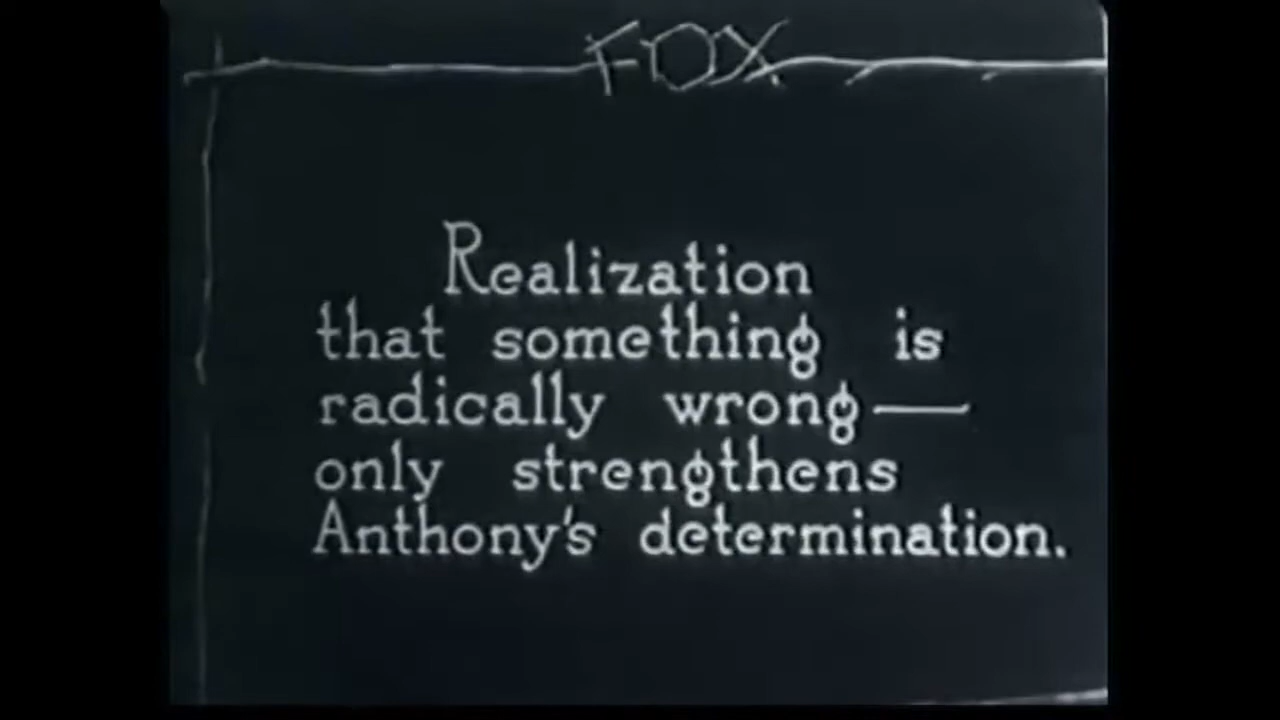 FOX
Realization
that something is
radically wrong—
only strengthens
Anthony's determination.